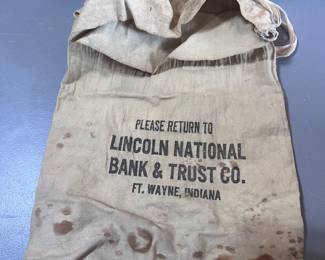 PLEASE RETURN TO
LINCOLN NATIONAL
BANK & TRUST CO.
FT. WAYNE, INDIANA